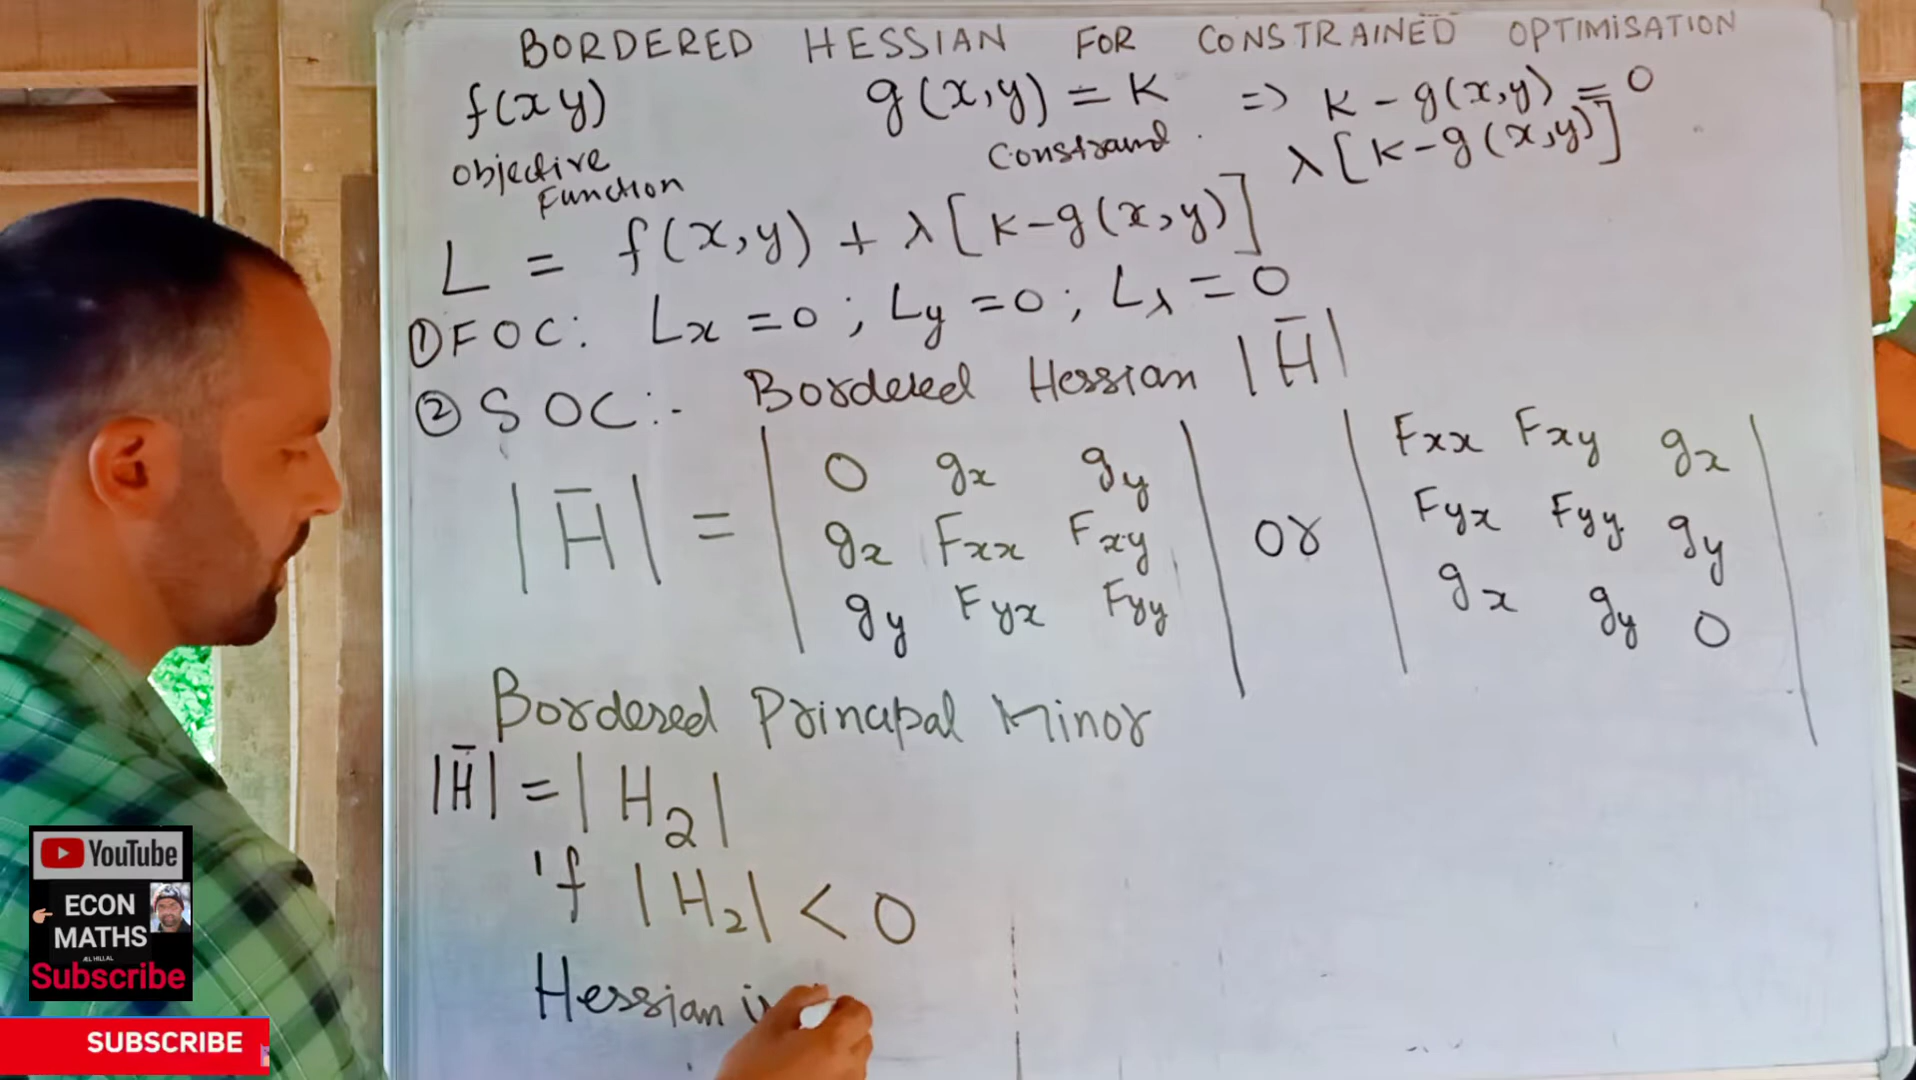 BORDERED HESSIAN FOR CONSTRAINED OPTIMISATION
f(xy) g(x,y) = K => K - g(x,y) = 0
Objective Function Constraind λ[K-g(x,y)]
L = f(x,y) + λ[K-g(x,y)]
① FOC: Lx = 0 ; Ly = 0 ; Lλ = 0
② SOC:- Bordered Hessian |H̄|
|H̄| = | 0 gx gy | or | Fxx Fxy gx |
| gx Fxx Fxy | | Fyx Fyy gy |
| gy Fyx Fyy | | gx gy 0 |
Bordered Principal Minor
|H̄| = |H2|
if |H2| < 0
Hessian is
YouTube
ECON
MATHS
Subscribe
SUBSCRIBE